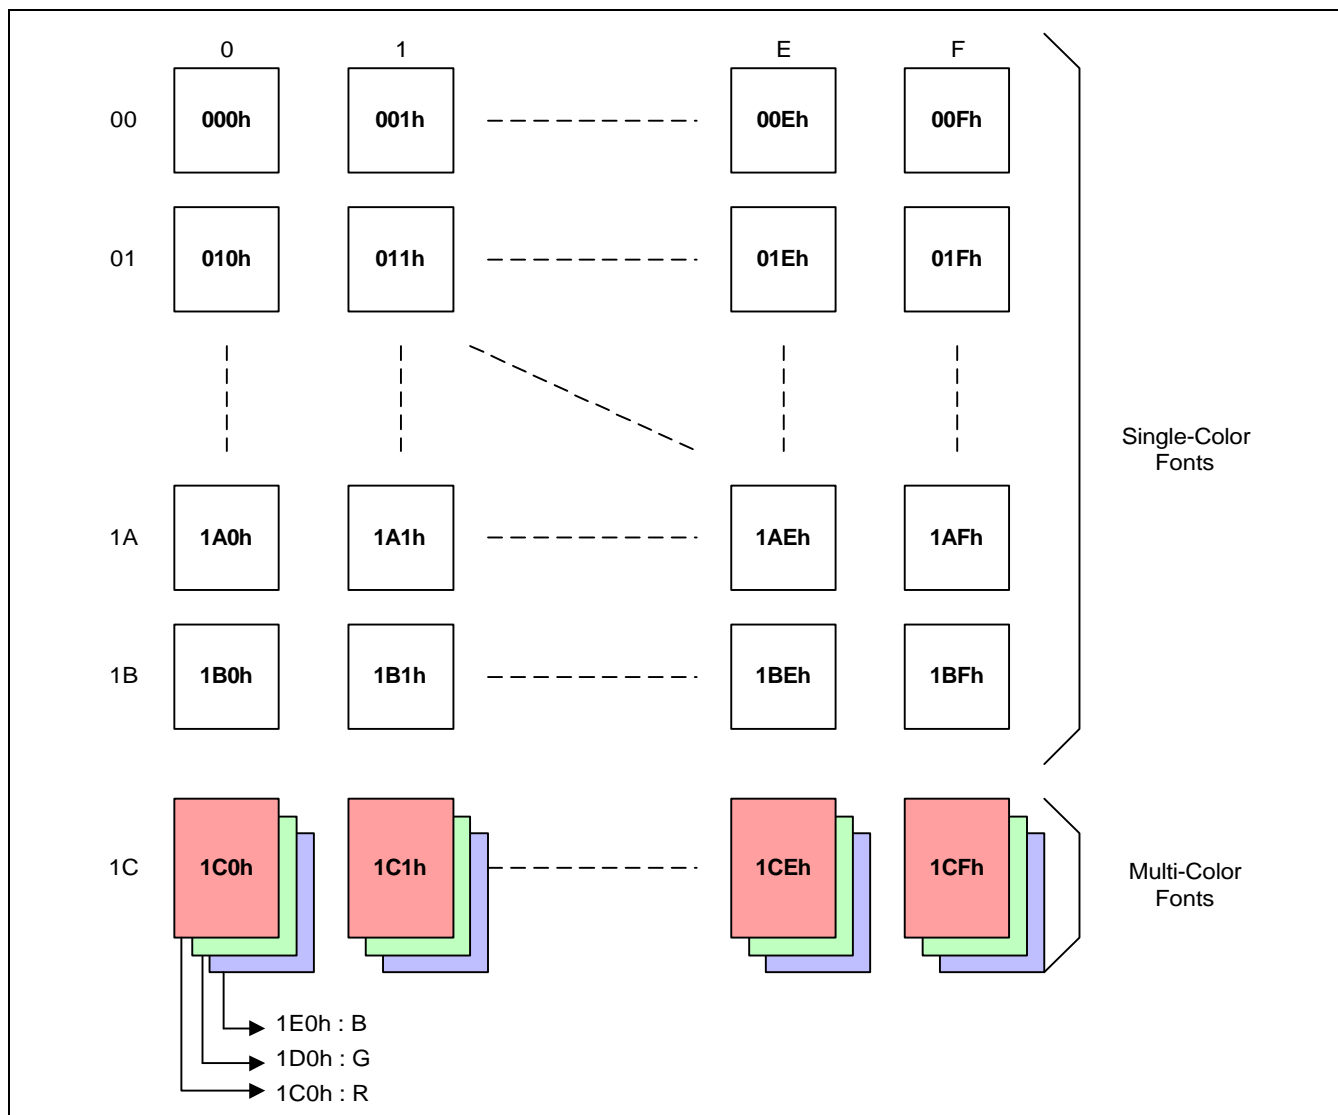 0 1 E F
00 000h 001h 00Eh 00Fh
01 010h 011h 01Eh 01Fh
Single-Color
Fonts
1A 1A0h 1A1h 1AEh 1AFh
1B 1B0h 1B1h 1BEh 1BFh
1C 1C0h 1C1h 1CEh 1CFh
Multi-Color
Fonts
1E0h : B
1D0h : G
1C0h : R